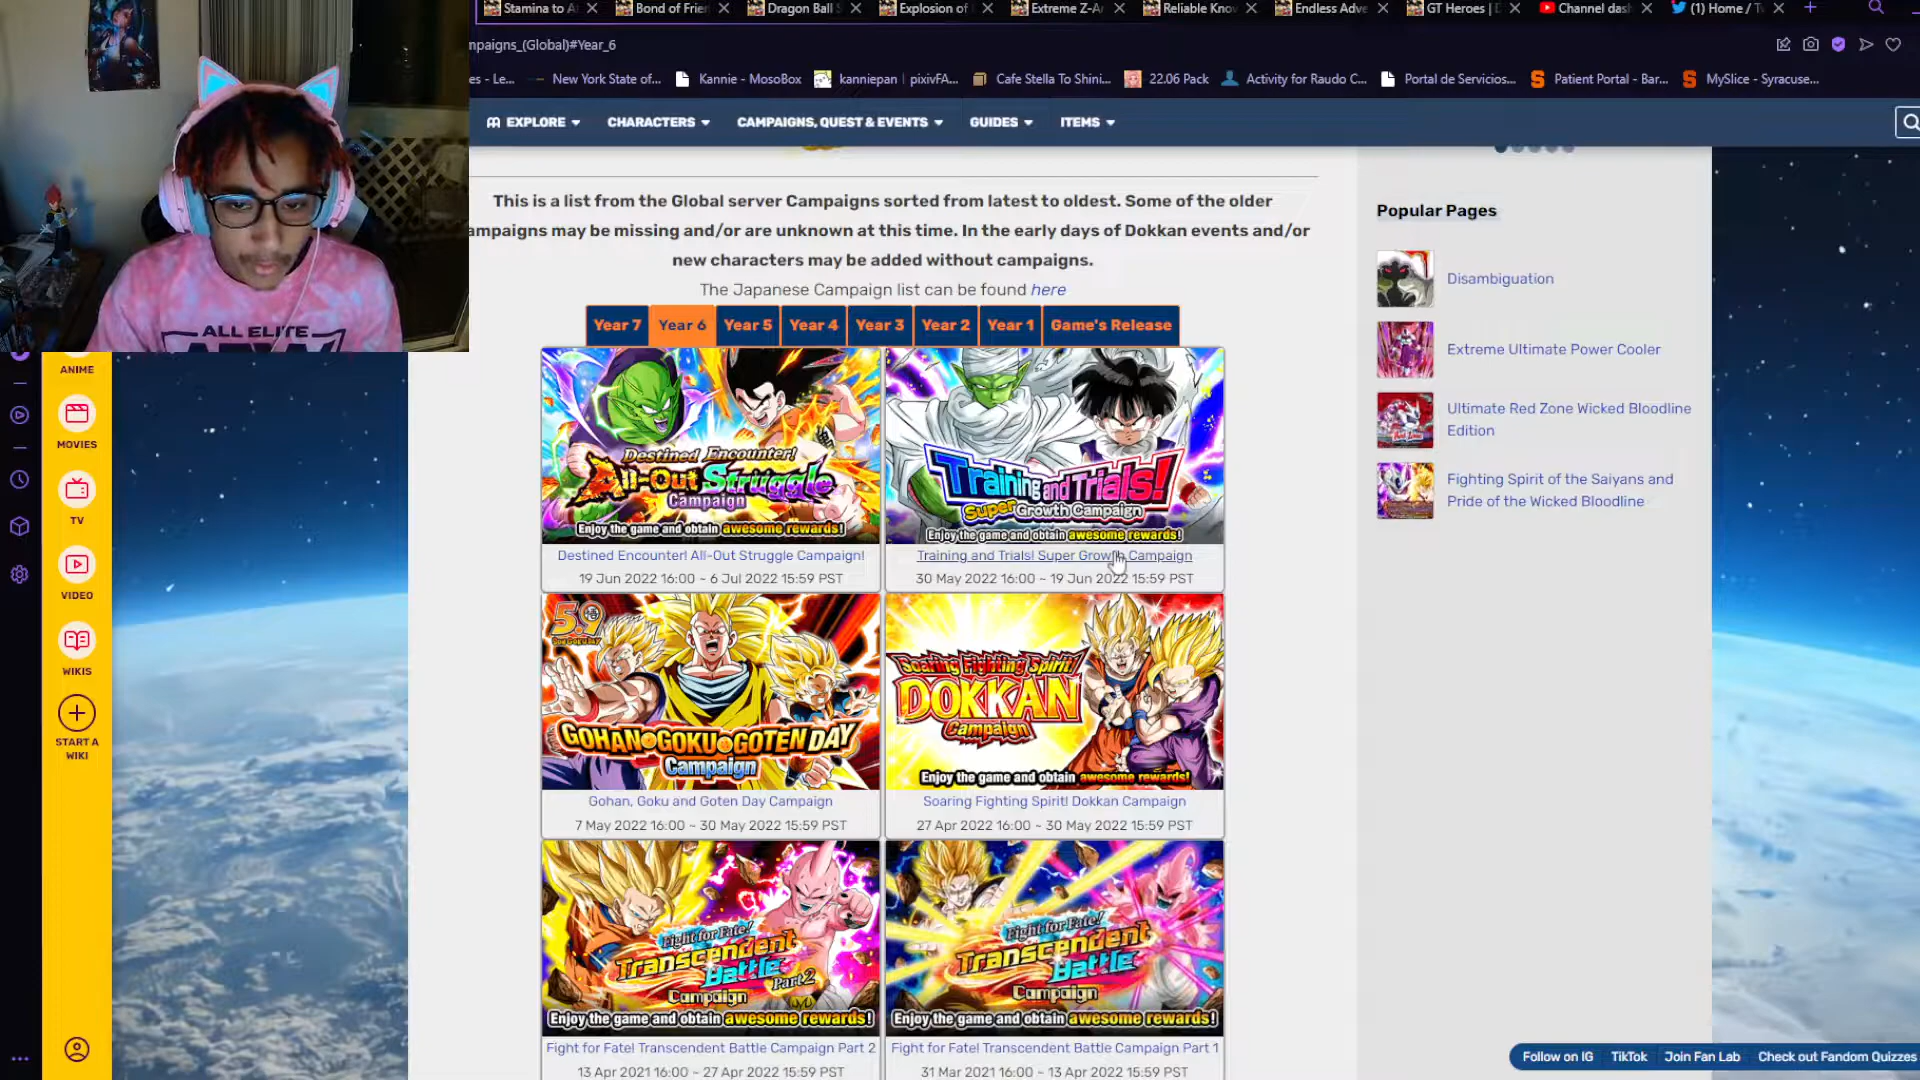 Stamina to A
Bond of Frie
Dragon Ball S
Explosion of
Extreme Z-A
Reliable Kno
Endless Adve
GT Heroes | D
Channel das
(1) Home / Tw
mpaigns_(Global)#Year_6
es - Le...
New York State of...
Kannie - MosoBox
kanniepan | pixivFA...
Cafe Stella To Shini...
22.06 Pack
Activity for Raudo C...
Portal de Servicios...
Patient Portal - Bar...
MySlice - Syracuse...
EXPLORE
CHARACTERS
CAMPAIGNS, QUEST & EVENTS
GUIDES
ITEMS
This is a list from the Global server Campaigns sorted from latest to oldest. Some of the older
ampaigns may be missing and/or are unknown at this time. In the early days of Dokkan events and/or
new characters may be added without campaigns.
The Japanese Campaign list can be found here
Year 7
Year 6
Year 5
Year 4
Year 3
Year 2
Year 1
Game's Release
Destined Encounter!
All-Out Struggle
Campaign
Enjoy the game and obtain awesome rewards!
Destined Encounter! All-Out Struggle Campaign!
19 Jun 2022 16:00 ~ 6 Jul 2022 15:59 PST
Training and Trials!
Super Growth Campaign
Enjoy the game and obtain awesome rewards!
Training and Trials! Super Growth Campaign
30 May 2022 16:00 ~ 19 Jun 2022 15:59 PST
5.9
GOHAN GOKU GOTEN DAY
Campaign
Gohan, Goku and Goten Day Campaign
7 May 2022 16:00 ~ 30 May 2022 15:59 PST
Soaring Fighting Spirit!
DOKKAN
Campaign
Enjoy the game and obtain awesome rewards!
Soaring Fighting Spirit! Dokkan Campaign
27 Apr 2022 16:00 ~ 30 May 2022 15:59 PST
Fight for Fate!
Transcendent
Battle
Part 2
Campaign
Enjoy the game and obtain awesome rewards!
Fight for Fate! Transcendent Battle Campaign Part 2
13 Apr 2021 16:00 ~ 27 Apr 2022 15:59 PST
Fight for Fate!
Transcendent
Battle
Campaign
Enjoy the game and obtain awesome rewards!
Fight for Fate! Transcendent Battle Campaign Part 1
31 Mar 2021 16:00 ~ 13 Apr 2022 15:59 PST
Popular Pages
Disambiguation
Extreme Ultimate Power Cooler
Ultimate Red Zone Wicked Bloodline
Edition
Fighting Spirit of the Saiyans and
Pride of the Wicked Bloodline
ALL ELITE
ANIME
MOVIES
TV
VIDEO
WIKIS
START A
WIKI
Follow on IG
TikTok
Join Fan Lab
Check out Fandom Quizzes